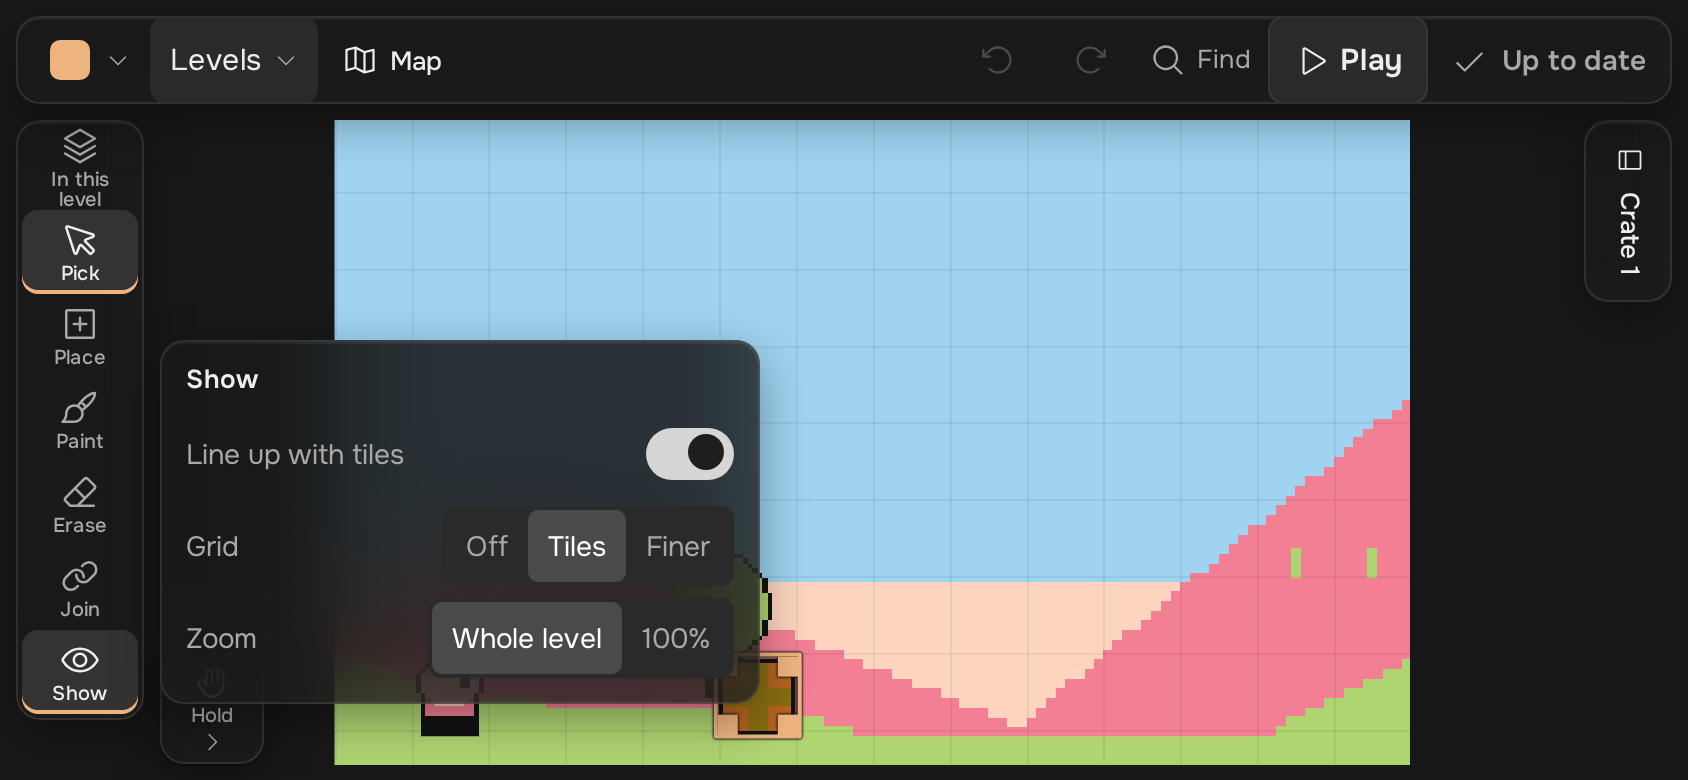 Levels
Map
Find
Play
Up to date
In this
level
Pick
Place
Paint
Erase
Join
Show
Hold
Show
Line up with tiles
Grid
Off
Tiles
Finer
Zoom
Whole level
100%
Crate 1